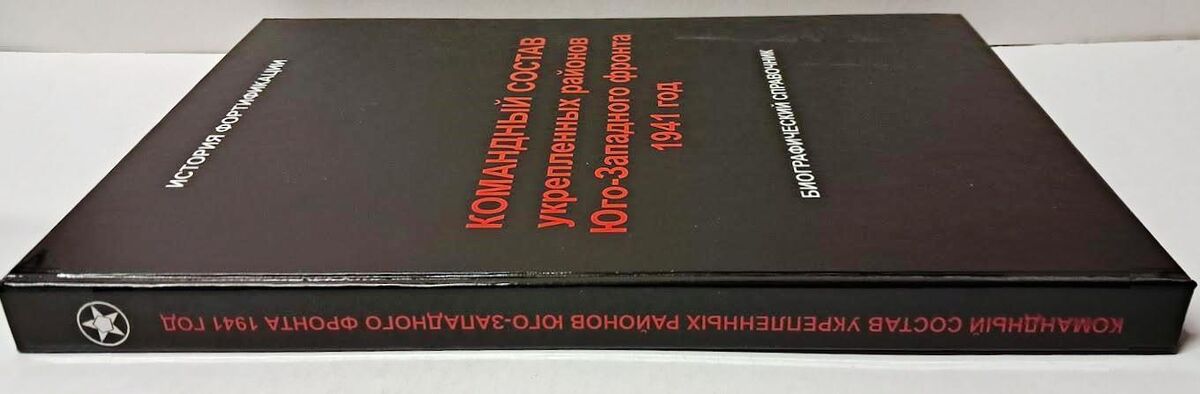 ИСТОРИЯ ФОРТИФИКАЦИИ
КОМАНДНЫЙ СОСТАВ
укрепленных районов
Юго-Западного фронта
1941 год
БИОГРАФИЧЕСКИЙ СПРАВОЧНИК
КОМАНДНЫЙ СОСТАВ УКРЕПЛЕННЫХ РАЙОНОВ ЮГО-ЗАПАДНОГО ФРОНТА 1941 ГОД